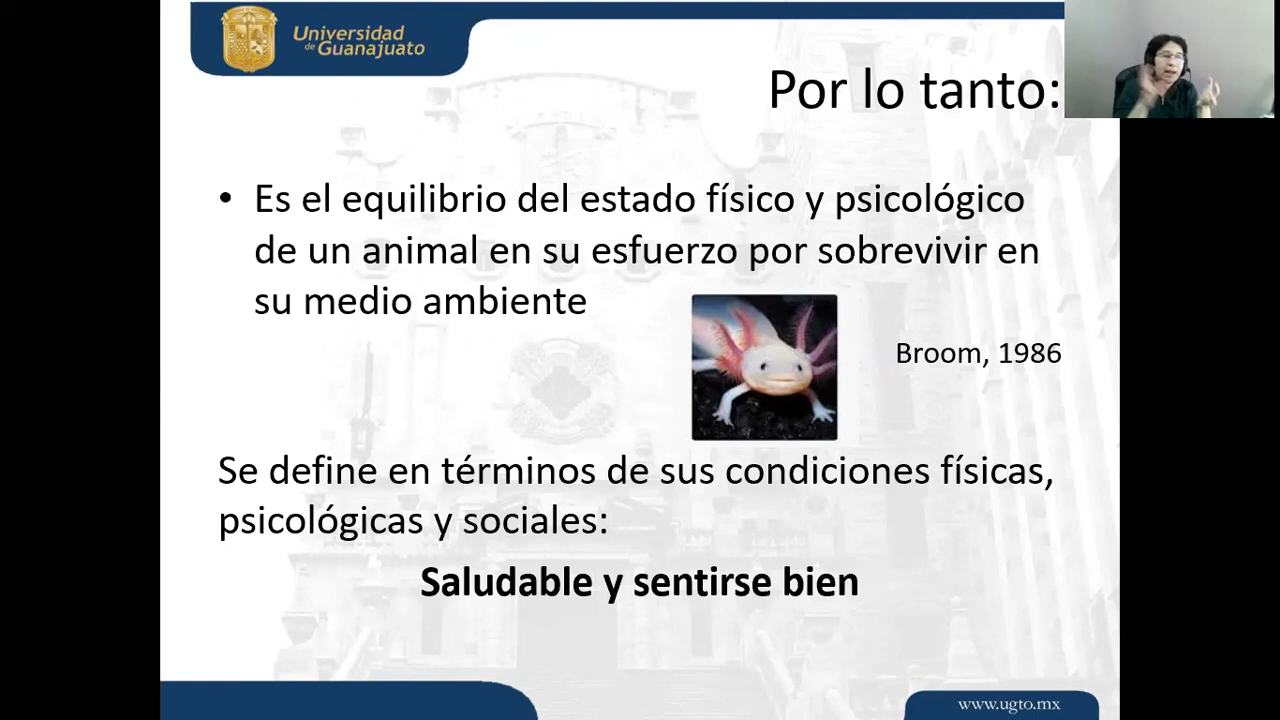 Universidad
de Guanajuato
Por lo tanto:
• Es el equilibrio del estado físico y psicológico
de un animal en su esfuerzo por sobrevivir en
su medio ambiente
Broom, 1986
Se define en términos de sus condiciones físicas,
psicológicas y sociales:
Saludable y sentirse bien
www.ugto.mx